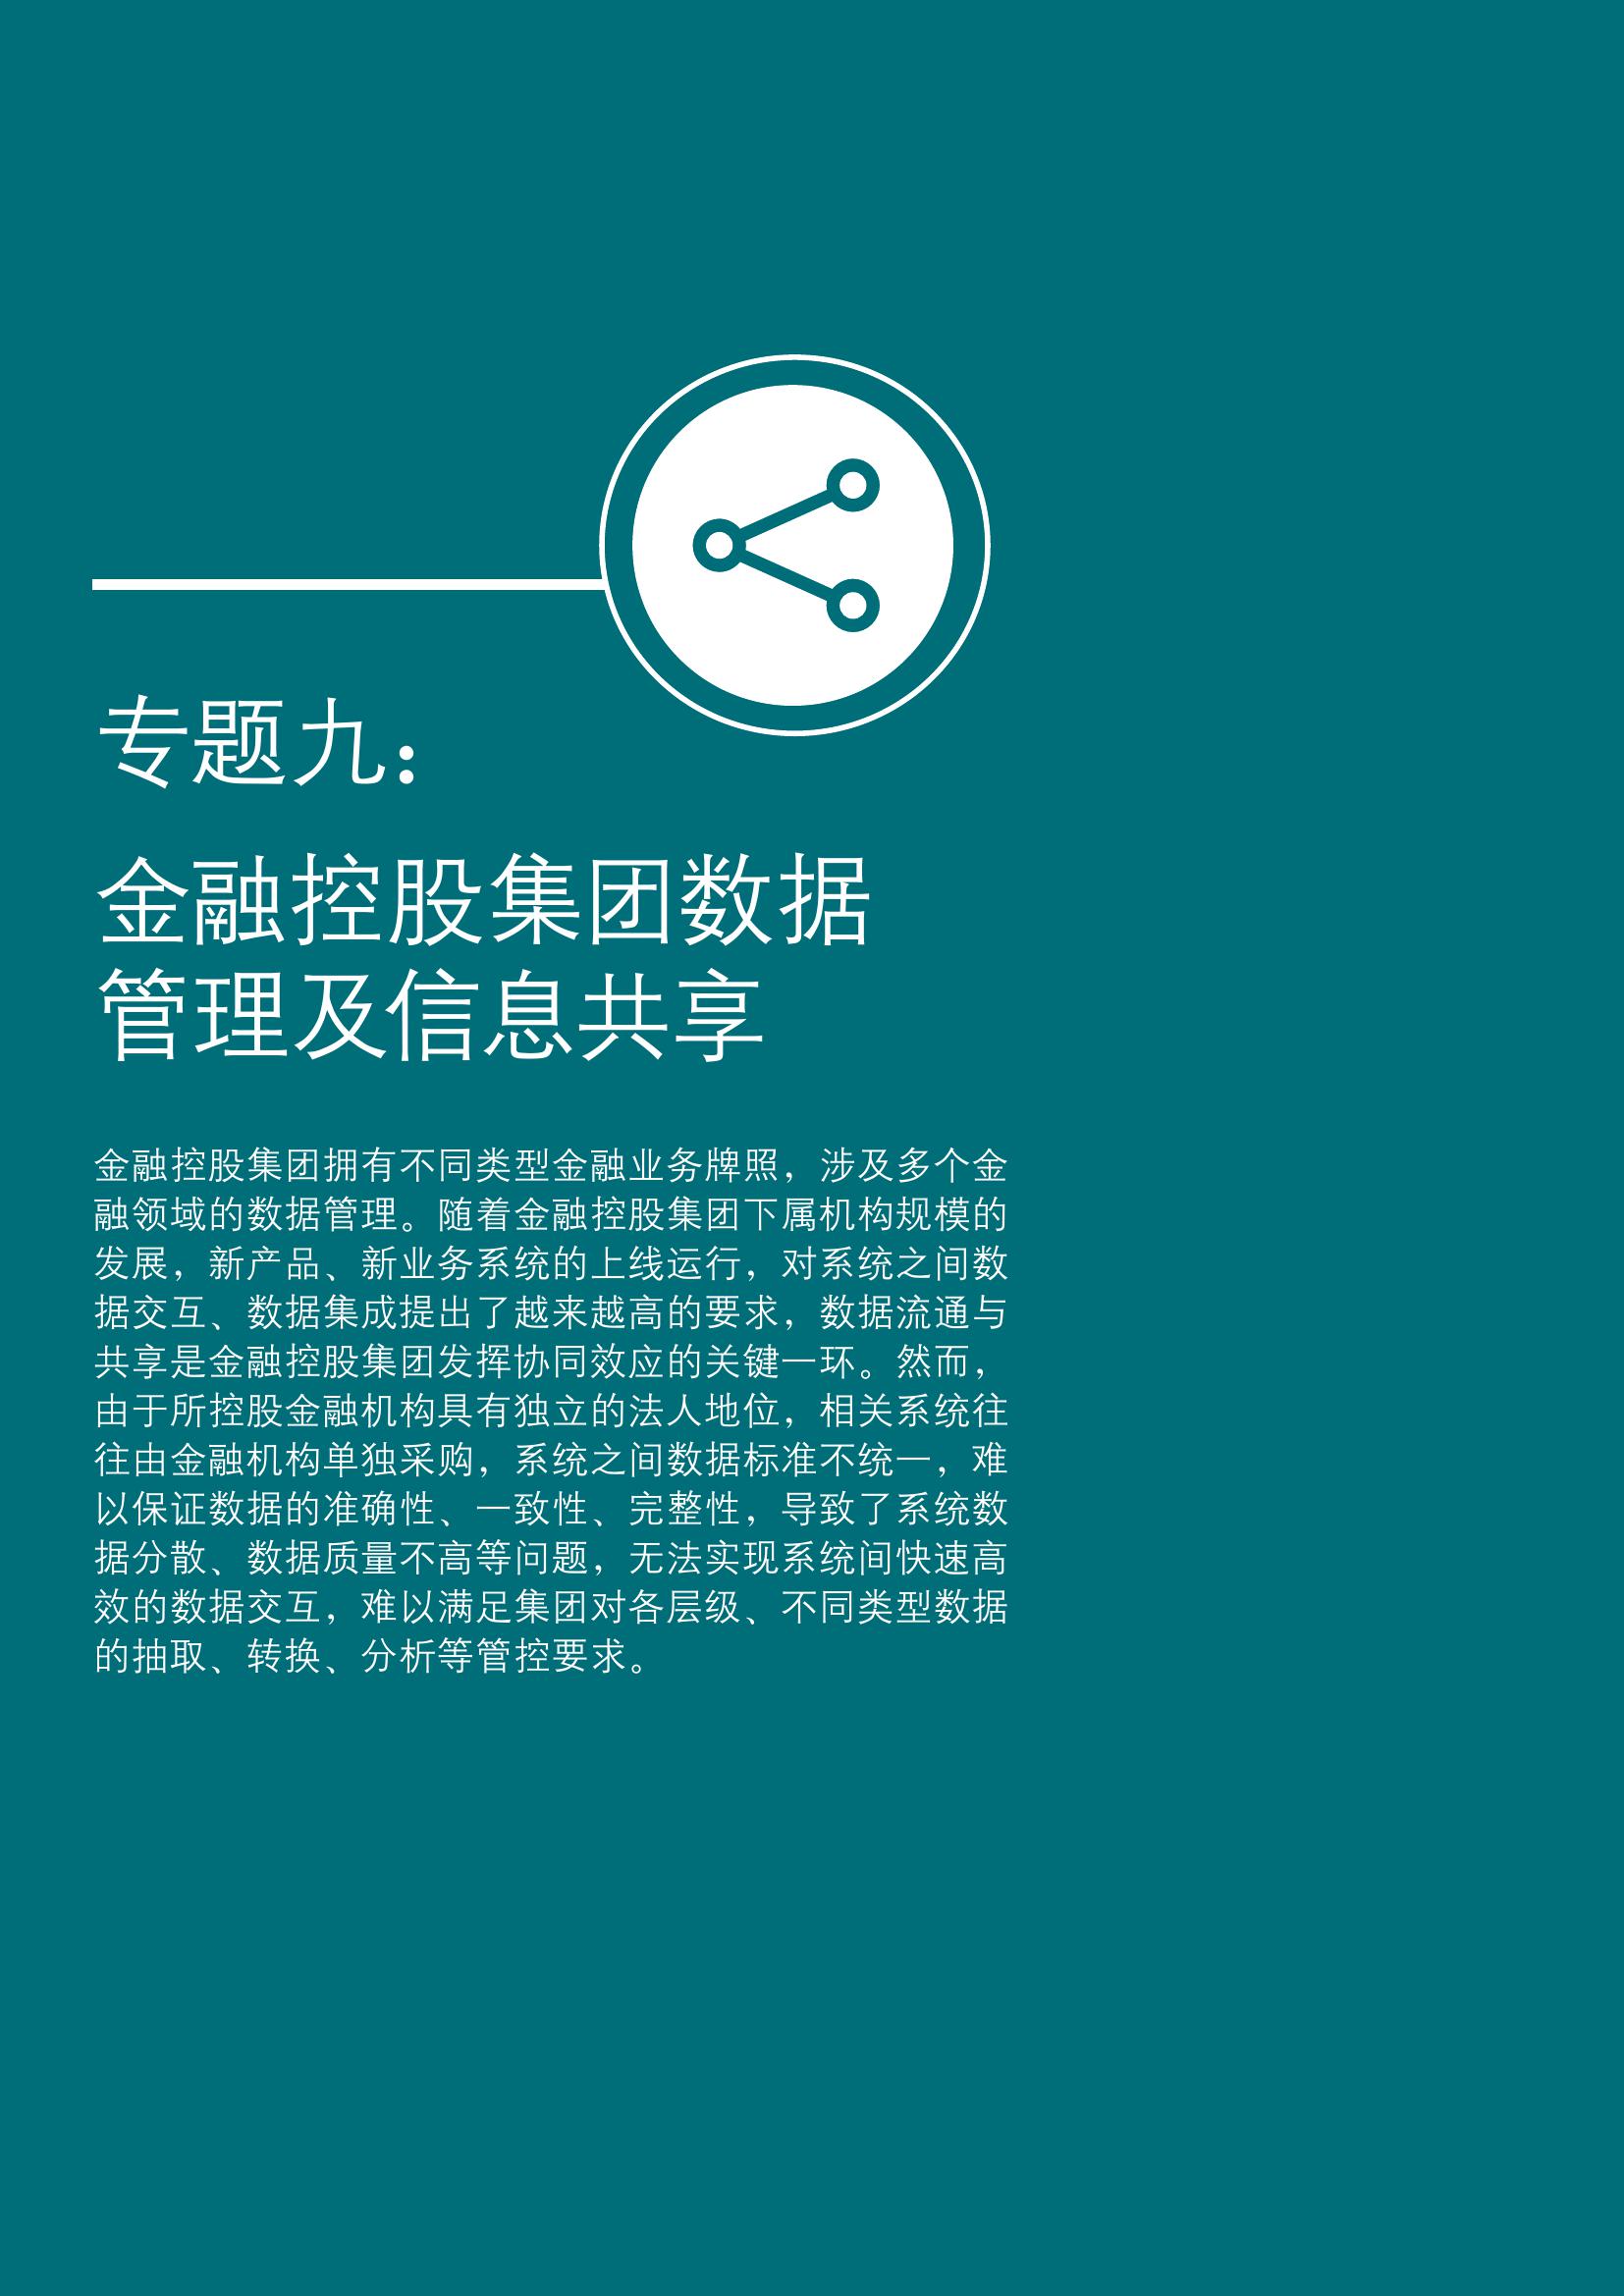 专题九：
金融控股集团数据
管理及信息共享
金融控股集团拥有不同类型金融业务牌照，涉及多个金
融领域的数据管理。随着金融控股集团下属机构规模的
发展，新产品、新业务系统的上线运行，对系统之间数
据交互、数据集成提出了越来越高的要求，数据流通与
共享是金融控股集团发挥协同效应的关键一环。然而，
由于所控股金融机构具有独立的法人地位，相关系统往
往由金融机构单独采购，系统之间数据标准不统一，难
以保证数据的准确性、一致性、完整性，导致了系统数
据分散、数据质量不高等问题，无法实现系统间快速高
效的数据交互，难以满足集团对各层级、不同类型数据
的抽取、转换、分析等管控要求。